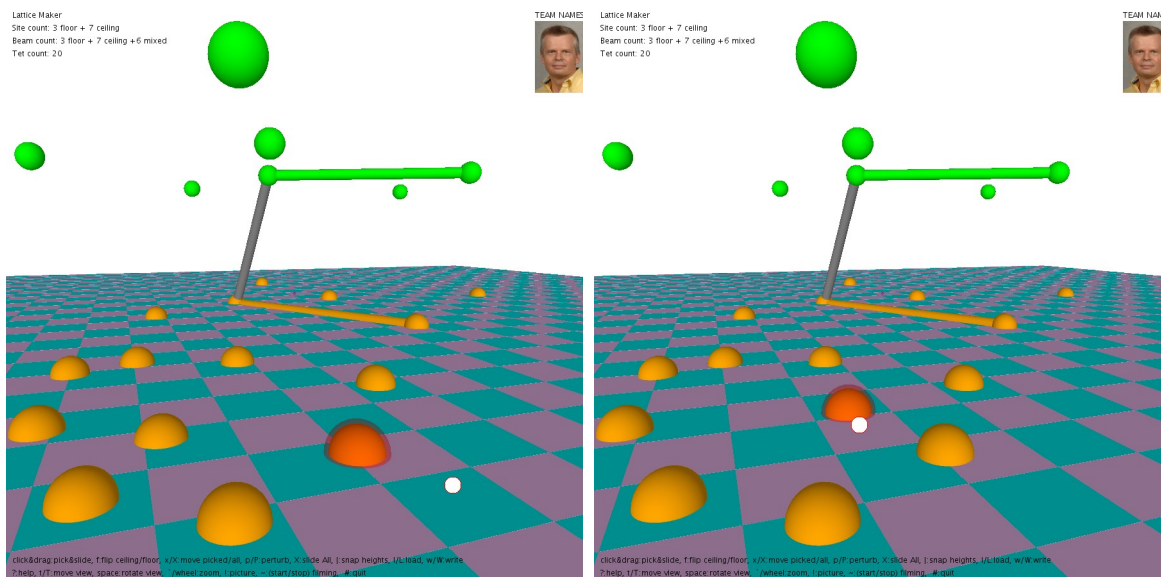 Lattice Maker
Site count: 3 floor + 7 ceiling
Beam count: 3 floor + 7 ceiling +6 mixed
Tet count: 20
TEAM NAMES
click&drag:pick&slide, f:flip ceiling/floor, x/X:move picked/all, p/P:perturb, X:slide All, |:snap heights, l/L:load, w/W:write
?:help, t/T:move view, space:rotate view, `/wheel:zoom, !:picture, ~:(start/stop) filming, #:quit
Lattice Maker
Site count: 3 floor + 7 ceiling
Beam count: 3 floor + 7 ceiling +6 mixed
Tet count: 20
TEAM NAM
click&drag:pick&slide, f:flip ceiling/floor, x/X:move picked/all, p/P:perturb, X:slide All, |:snap heights, l/L:load, w/W:write
?:help, t/T:move view, space:rotate view, `/wheel:zoom, !:picture, ~:(start/stop) filming, #:quit